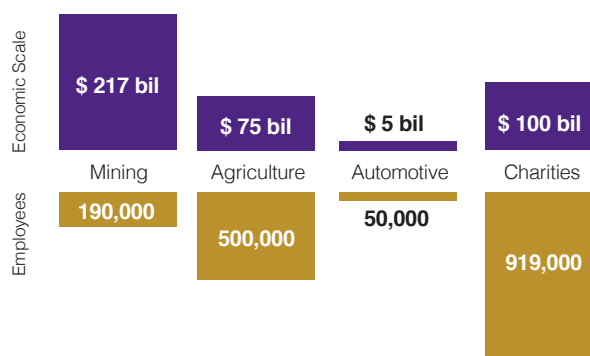 Economic Scale
$ 217 bil
$ 75 bil
$ 5 bil
$ 100 bil
Mining
Agriculture
Automotive
Charities
Employees
190,000
500,000
50,000
919,000